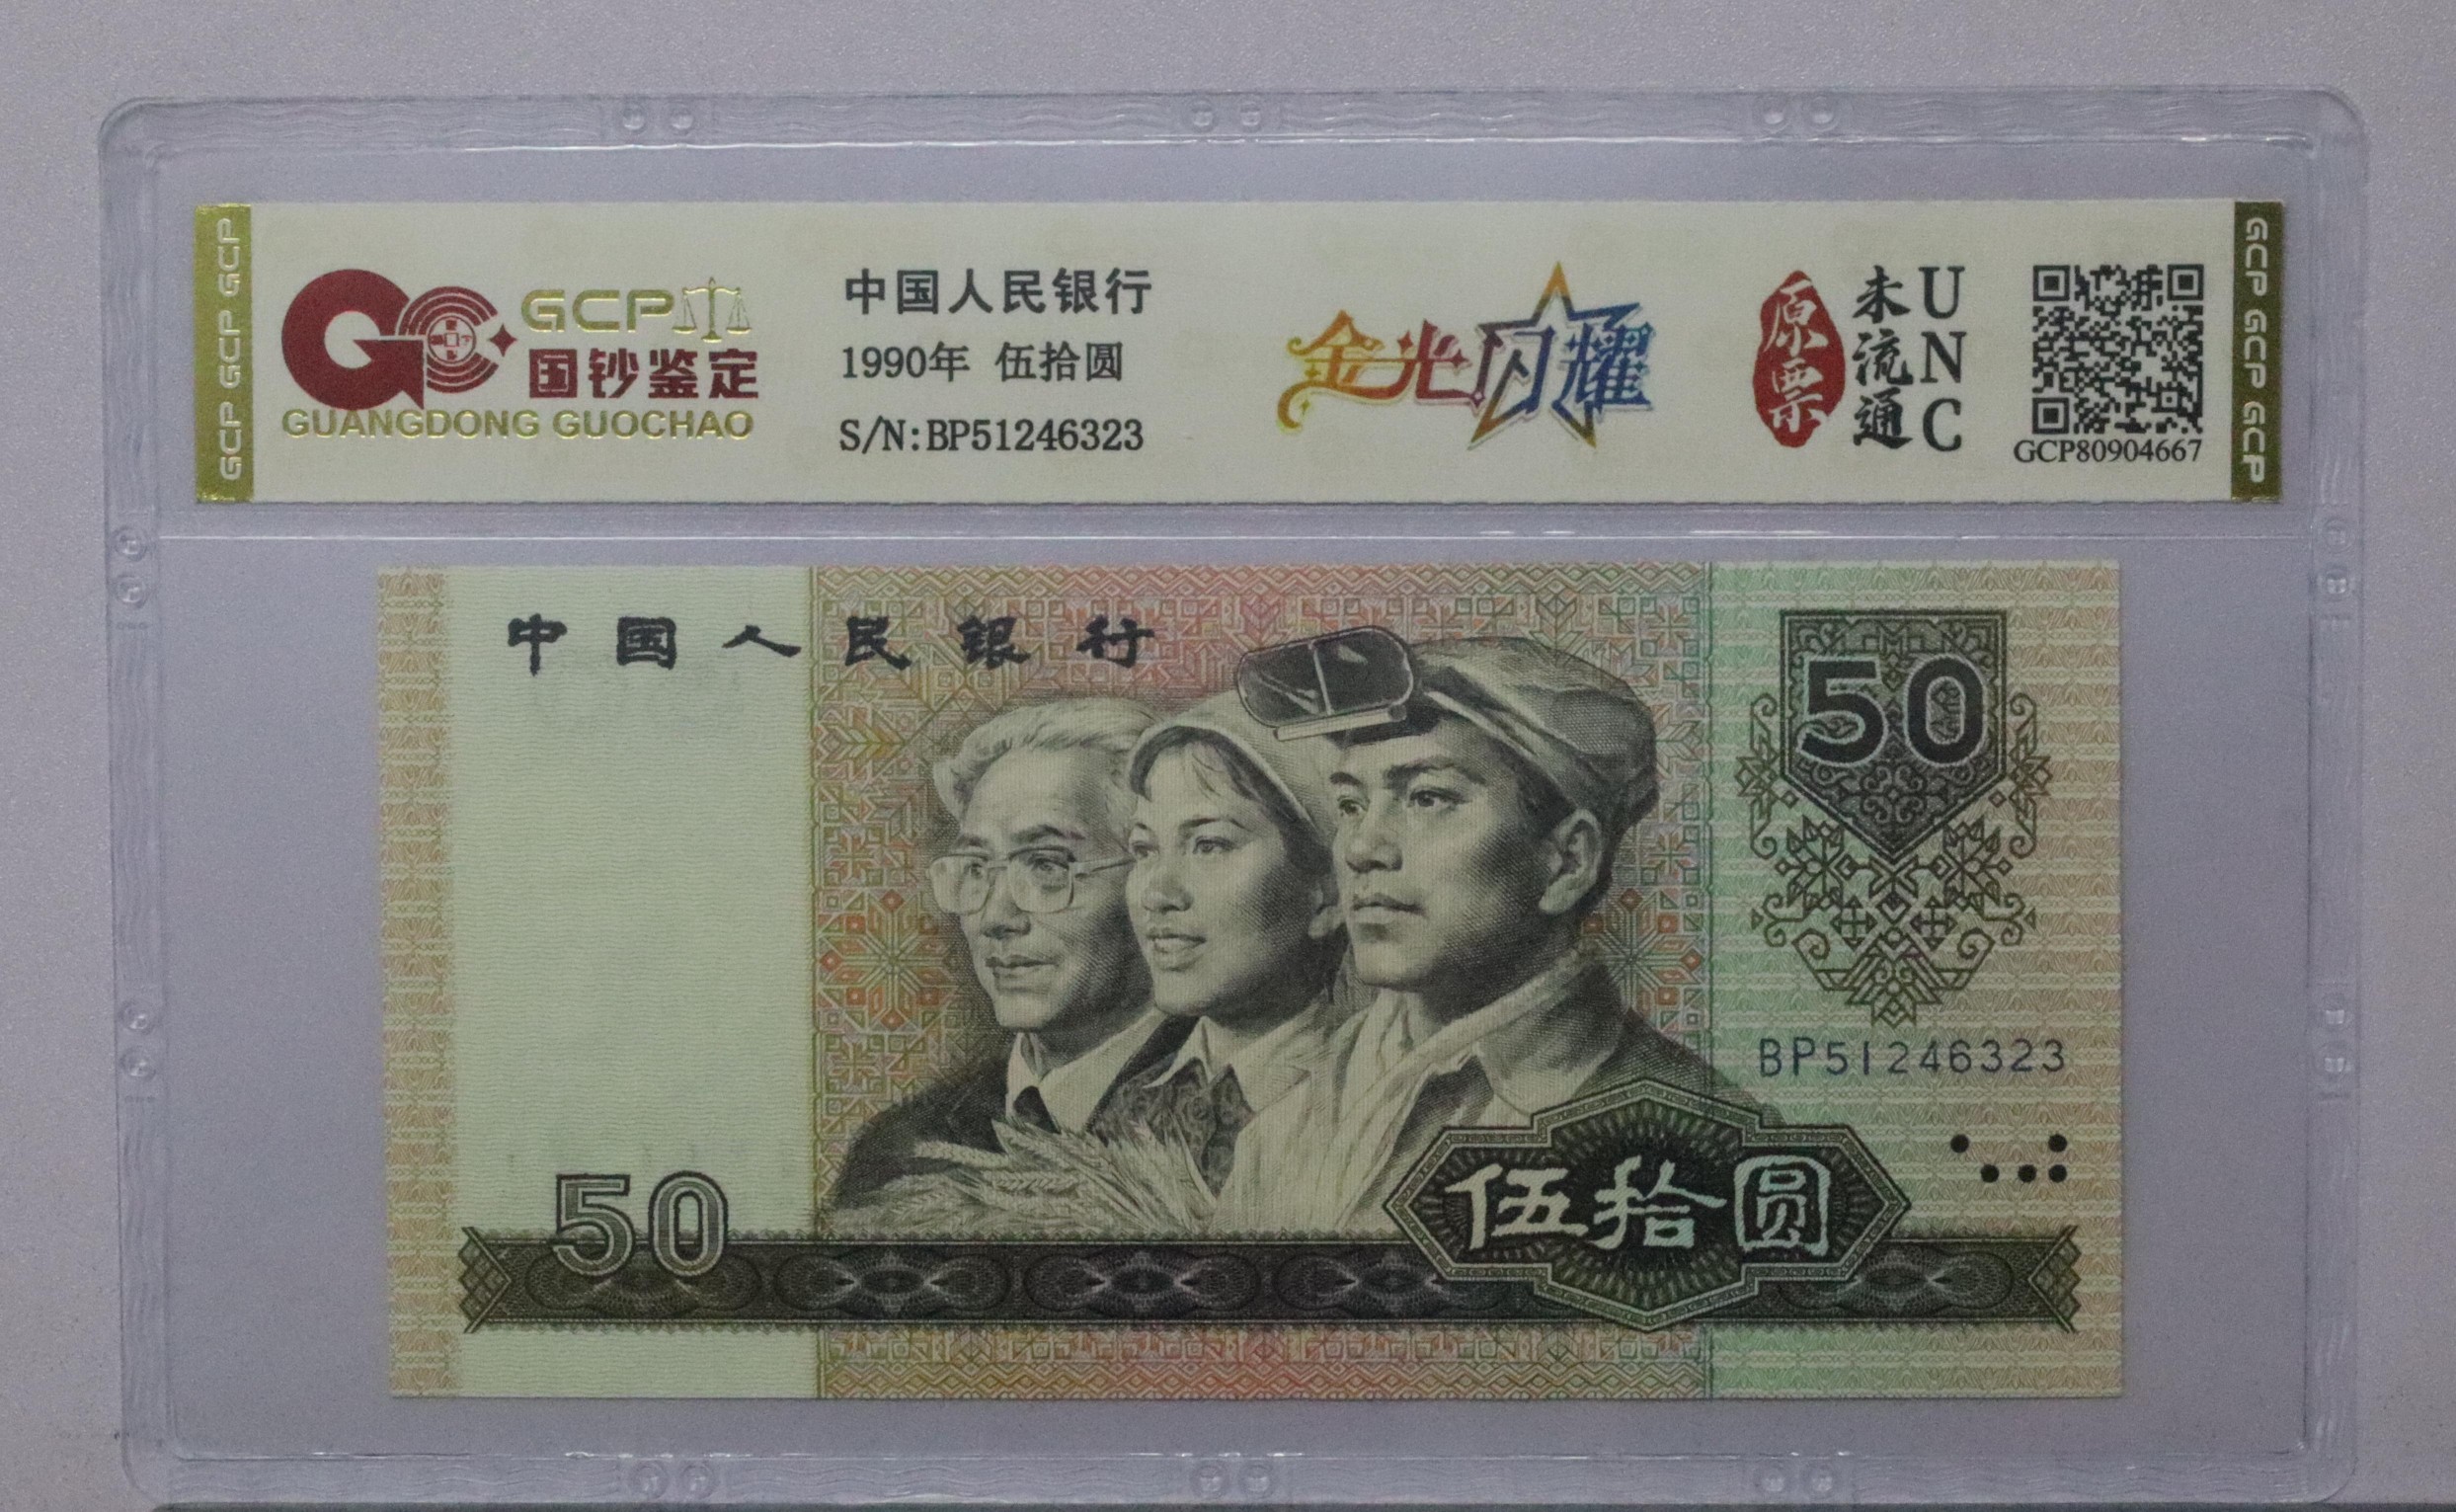 GCP GCP GCP
GCP
国钞鉴定
GUANGDONG GUOCHAO
中国人民银行
1990年 伍拾圆
S/N:BP51246323
金光闪耀
原票
未流通
UNC
GCP80904667
GCP GCP GCP
中国人民银行
50
BP51246323
50
伍拾圆